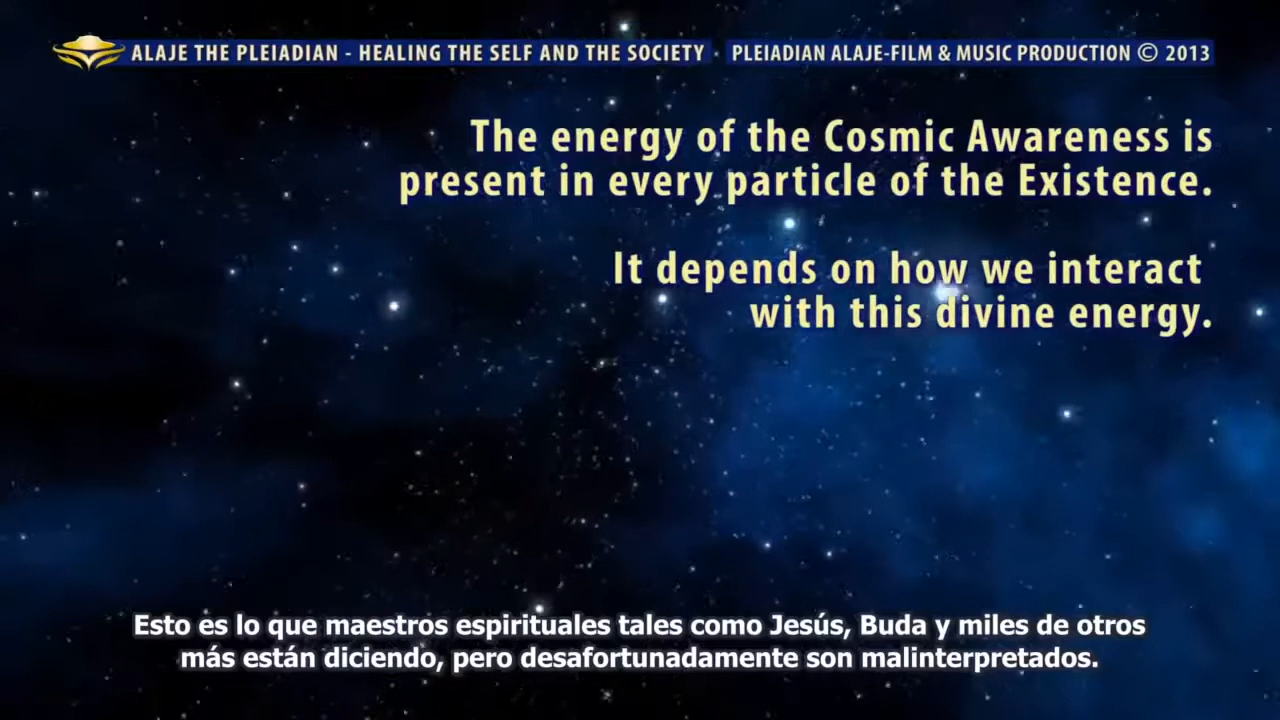 ALAJE THE PLEIADIAN - HEALING THE SELF AND THE SOCIETY · PLEIADIAN ALAJE-FILM & MUSIC PRODUCTION © 2013
The energy of the Cosmic Awareness is
present in every particle of the Existence.
It depends on how we interact
with this divine energy.
Esto es lo que maestros espirituales tales como Jesús, Buda y miles de otros
más están diciendo, pero desafortunadamente son malinterpretados.